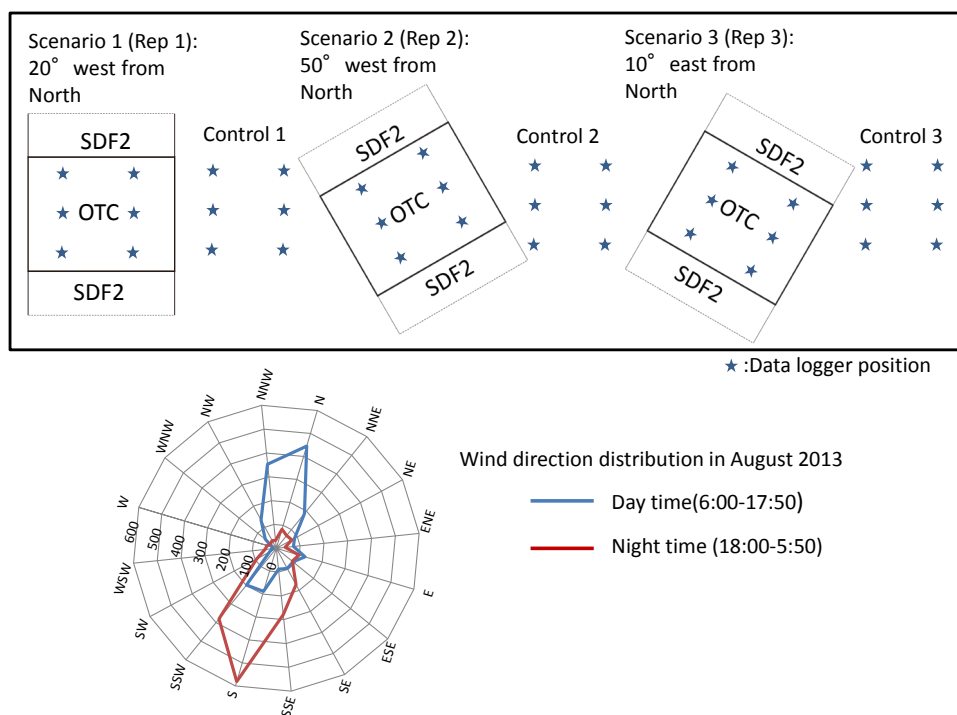 Scenario 1 (Rep 1):
20° west from
North
Scenario 2 (Rep 2):
50° west from
North
Scenario 3 (Rep 3):
10° east from
North
SDF2
OTC
SDF2
Control 1
SDF2
OTC
SDF2
Control 2
SDF2
OTC
SDF2
Control 3
★ :Data logger position
Wind direction distribution in August 2013
Day time(6:00-17:50)
Night time (18:00-5:50)
N
NNE
NE
ENE
E
ESE
SE
SSE
S
SSW
SW
WSW
W
WNW
NW
NNW
600
500
400
300
200
100
0